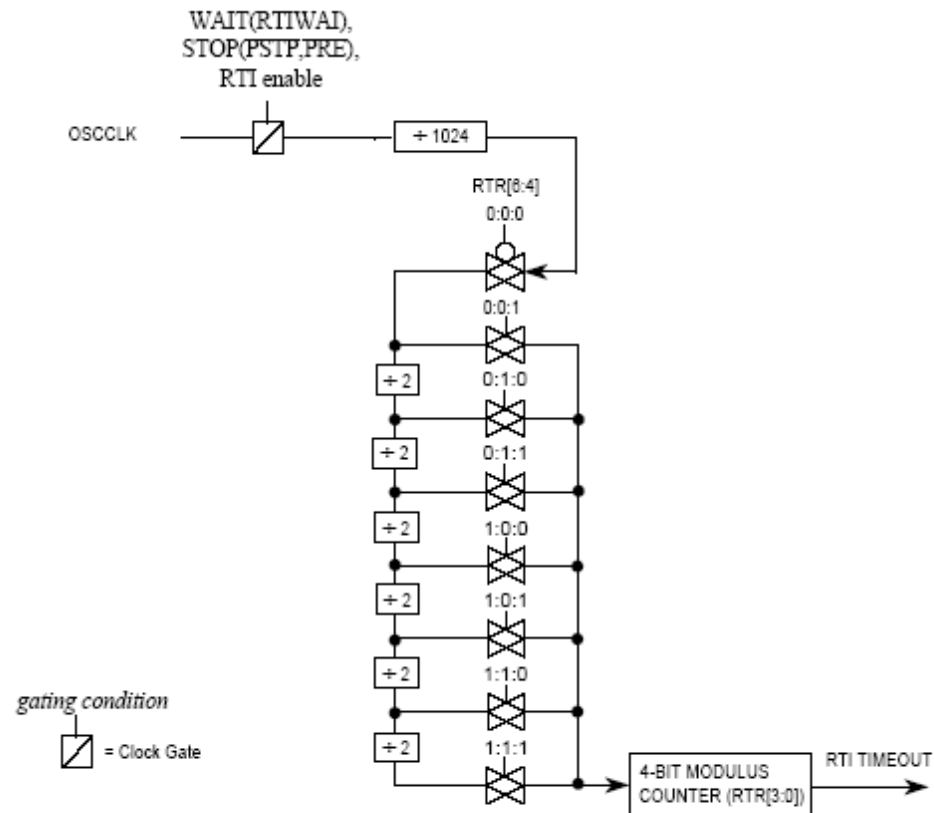 WAIT(RTIWAI),
STOP(PSTP,PRE),
RTI enable
OSCCLK
÷ 1024
RTR[6:4]
0:0:0
0:0:1
÷ 2
0:1:0
÷ 2
0:1:1
÷ 2
1:0:0
÷ 2
1:0:1
÷ 2
1:1:0
÷ 2
1:1:1
gating condition
= Clock Gate
4-BIT MODULUS
COUNTER (RTR[3:0])
RTI TIMEOUT